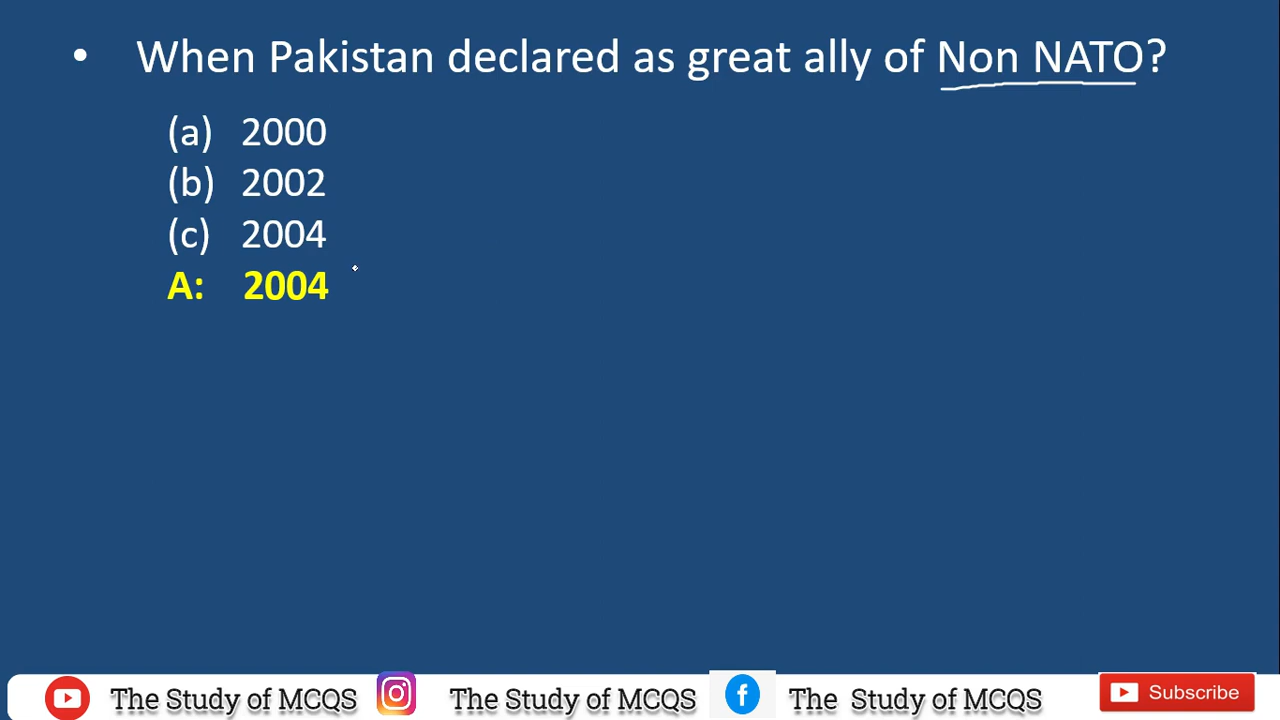 • When Pakistan declared as great ally of Non NATO?
(a) 2000
(b) 2002
(c) 2004
A: 2004
The Study of MCQS The Study of MCQS The Study of MCQS Subscribe